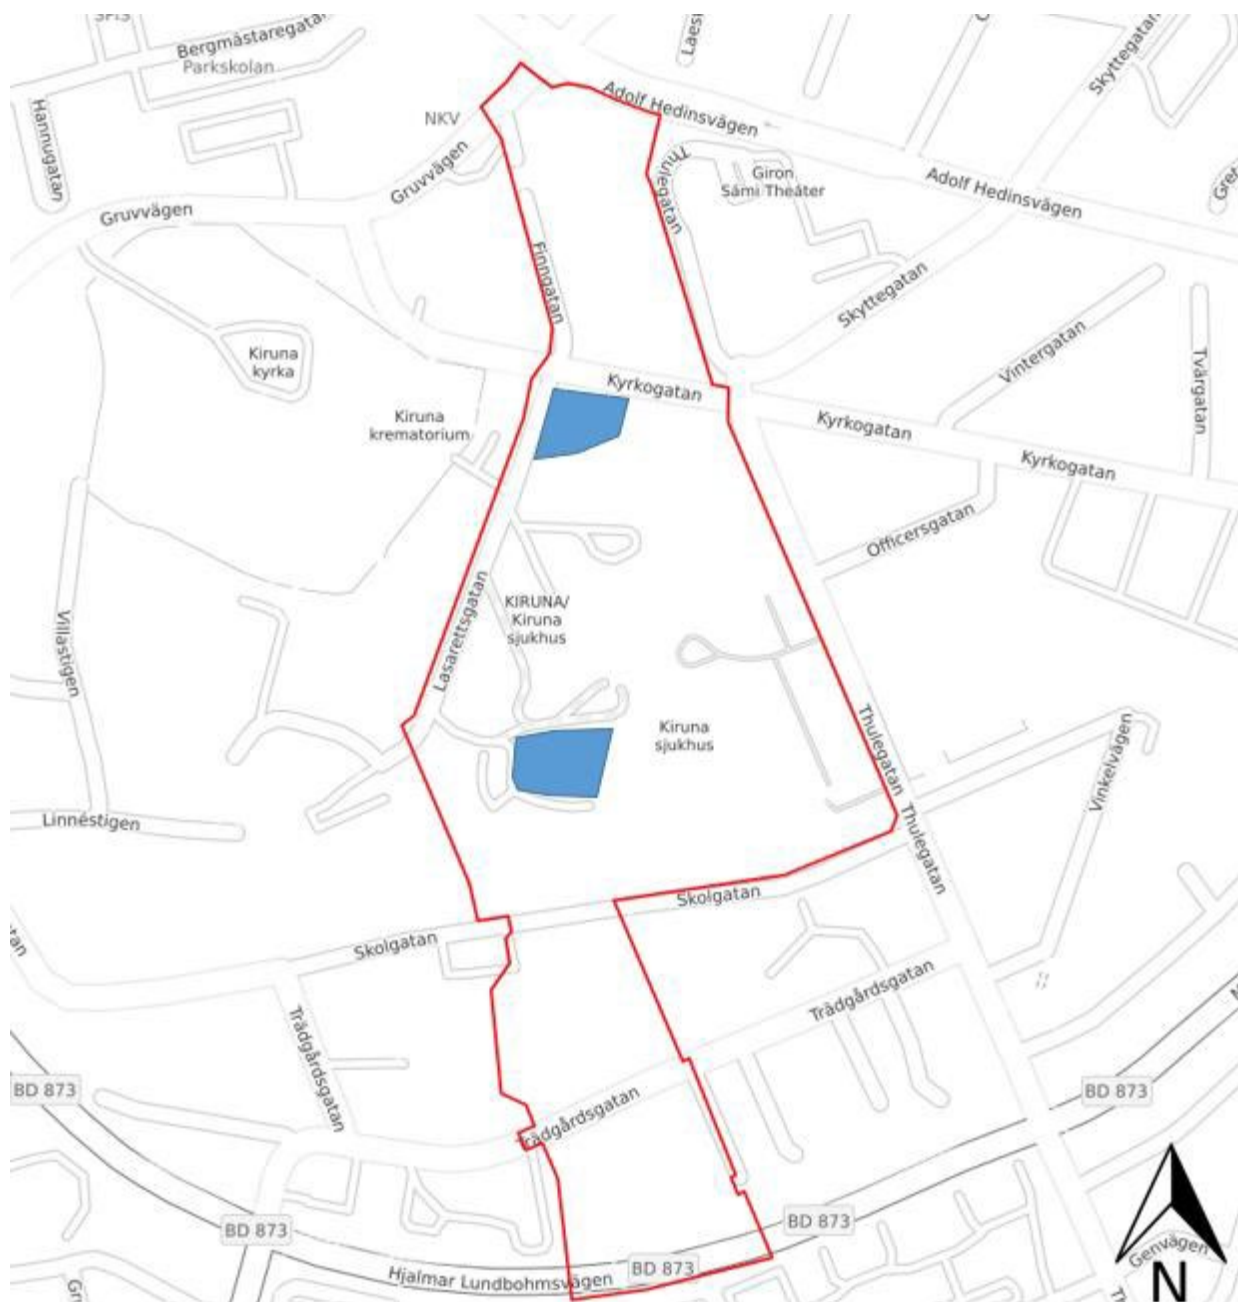 Bergmästaregatan
Parkskolan
Hannugatan
NKV
Gruvvägen
Gruvvägen
Adolf Hedinsvägen
Skyttegatan
Thulegatan
Giron
Sámi Theáter
Adolf Hedinsvägen
Finngatan
Skyttegatan
Vintergatan
Tvärgatan
Kiruna
kyrka
Kyrkogatan
Kiruna
krematorium
Kyrkogatan
Kyrkogatan
Officersgatan
Lasarettsgatan
KIRUNA/
Kiruna
sjukhus
Villastigen
Kiruna
sjukhus
Thulegatan
Vinkelvägen
Linnéstigen
Thulegatan
Skolgatan
Skolgatan
Trädgårdsgatan
Trädgårdsgatan
BD 873
BD 873
Trädgårdsgatan
BD 873
BD 873
Genvägen
BD 873
Hjalmar Lundbohmsvägen
N